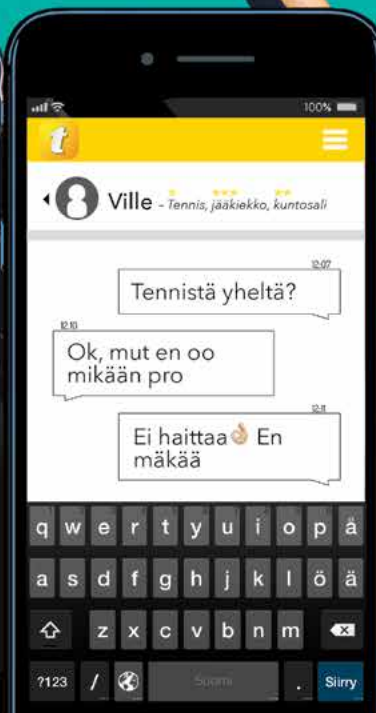 100%
t
Ville - Tennis, jääkiekko, kuntosali
12:07
Tennistä yheltä?
12:10
Ok, mut en oo
mikään pro
12:11
Ei haittaa👌🏼 En
mäkää
q w e r t y u i o p å
a s d f g h j k l ö ä
z x c v b n m
?123 / Suomi . Siirry